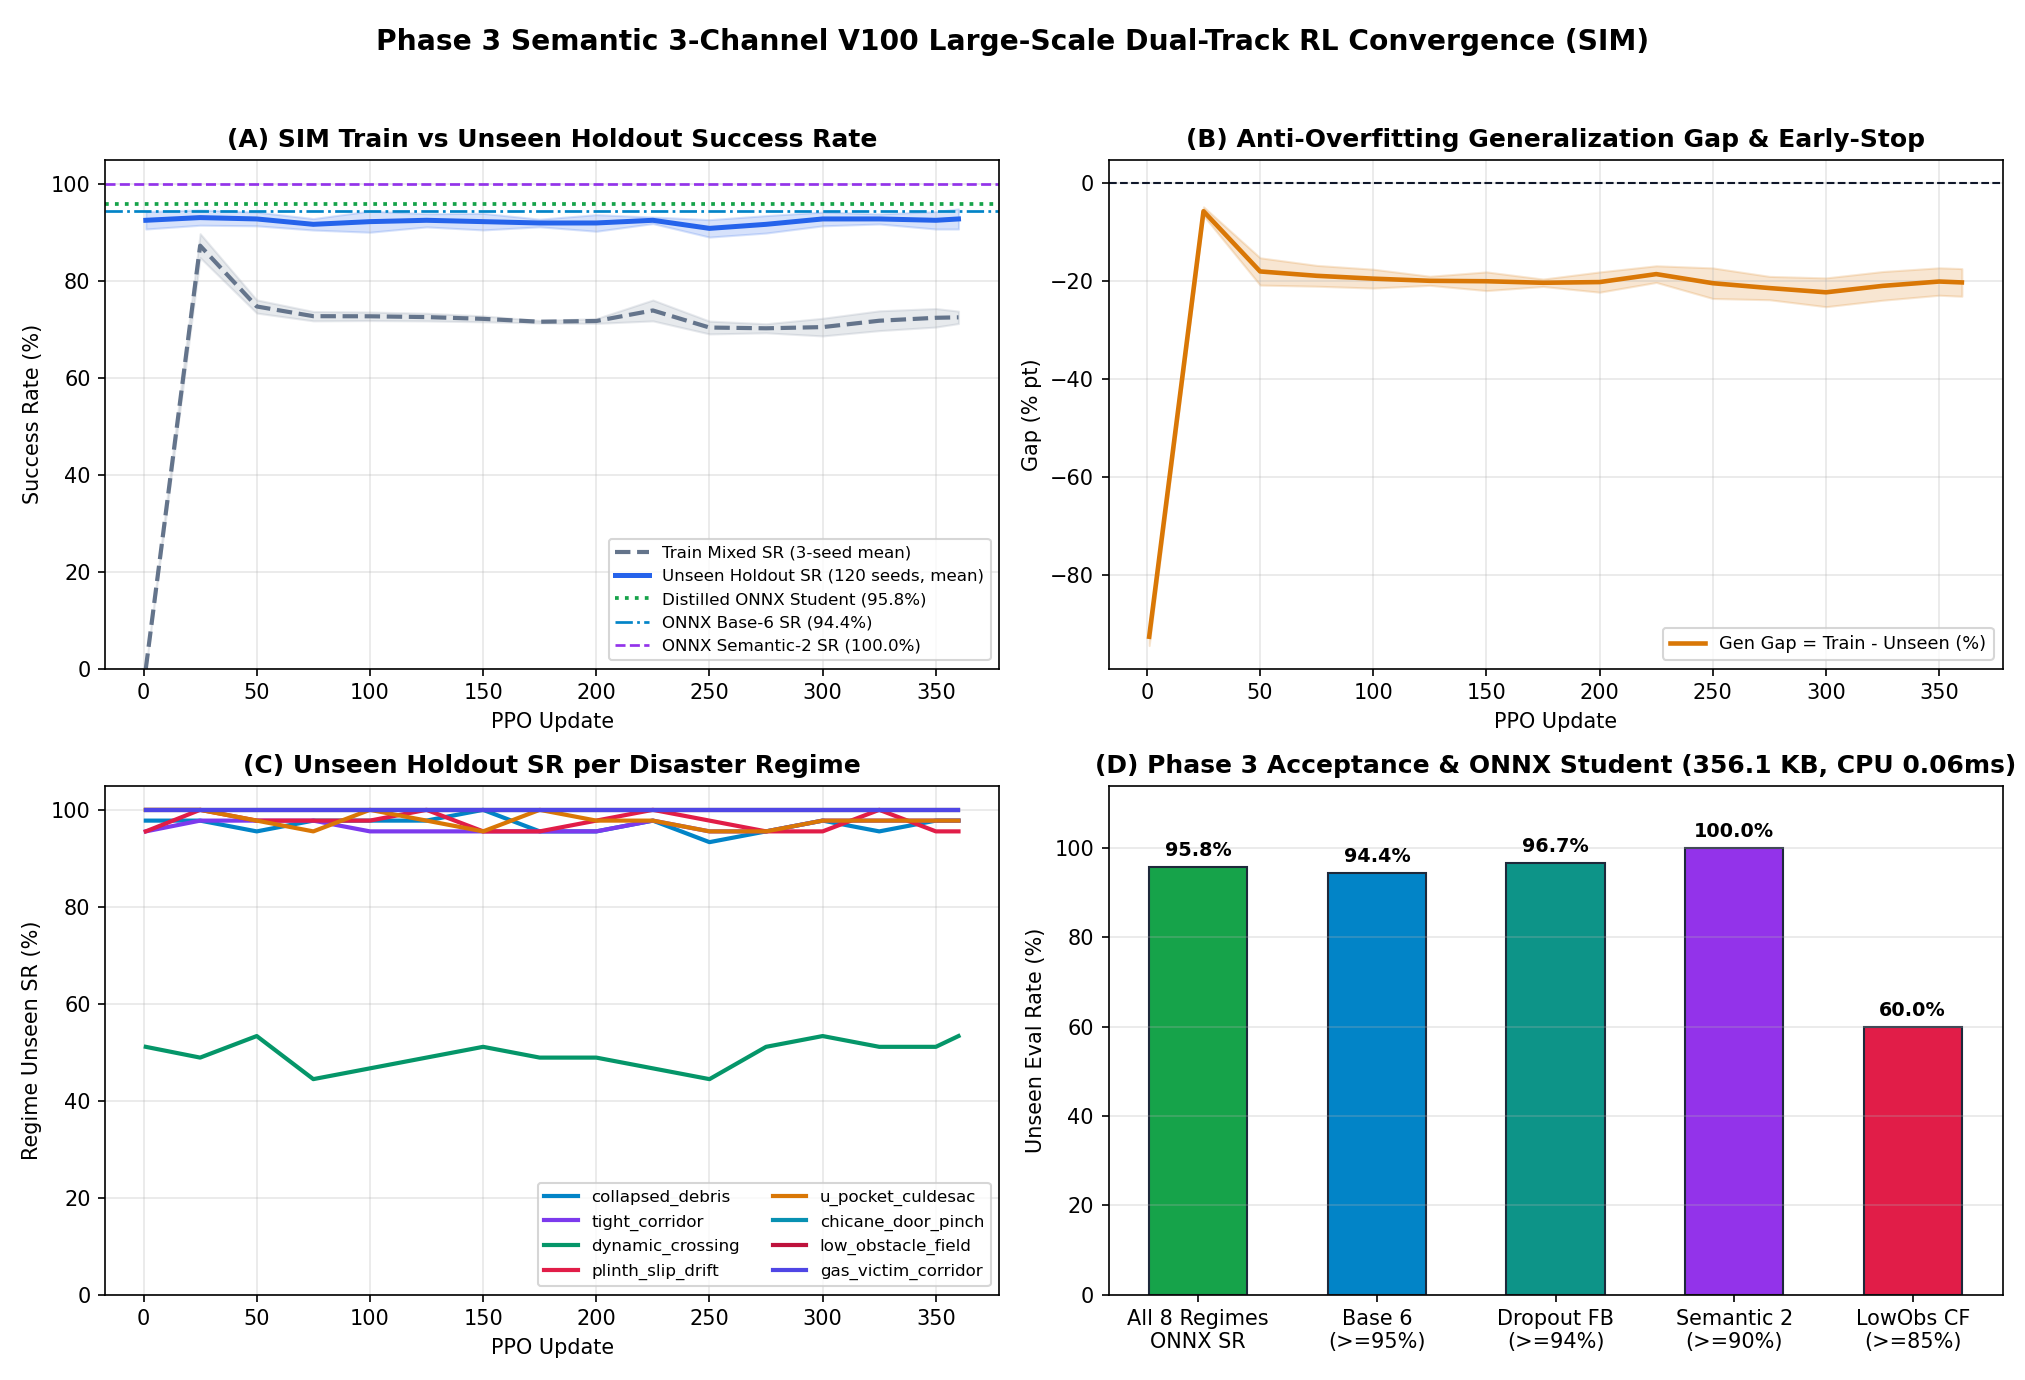 Phase 3 Semantic 3-Channel V100 Large-Scale Dual-Track RL Convergence (SIM)
(A) SIM Train vs Unseen Holdout Success Rate
Success Rate (%)
100
80
60
40
20
0
0 50 100 150 200 250 300 350
PPO Update
Train Mixed SR (3-seed mean)
Unseen Holdout SR (120 seeds, mean)
Distilled ONNX Student (95.8%)
ONNX Base-6 SR (94.4%)
ONNX Semantic-2 SR (100.0%)
(B) Anti-Overfitting Generalization Gap & Early-Stop
Gap (% pt)
0
−20
−40
−60
−80
0 50 100 150 200 250 300 350
PPO Update
Gen Gap = Train - Unseen (%)
(C) Unseen Holdout SR per Disaster Regime
Regime Unseen SR (%)
100
80
60
40
20
0
0 50 100 150 200 250 300 350
PPO Update
collapsed_debris
tight_corridor
dynamic_crossing
plinth_slip_drift
u_pocket_culdesac
chicane_door_pinch
low_obstacle_field
gas_victim_corridor
(D) Phase 3 Acceptance & ONNX Student (356.1 KB, CPU 0.06ms)
Unseen Eval Rate (%)
100
80
60
40
20
0
95.8%
94.4%
96.7%
100.0%
60.0%
All 8 Regimes
ONNX SR
Base 6
(>=95%)
Dropout FB
(>=94%)
Semantic 2
(>=90%)
LowObs CF
(>=85%)